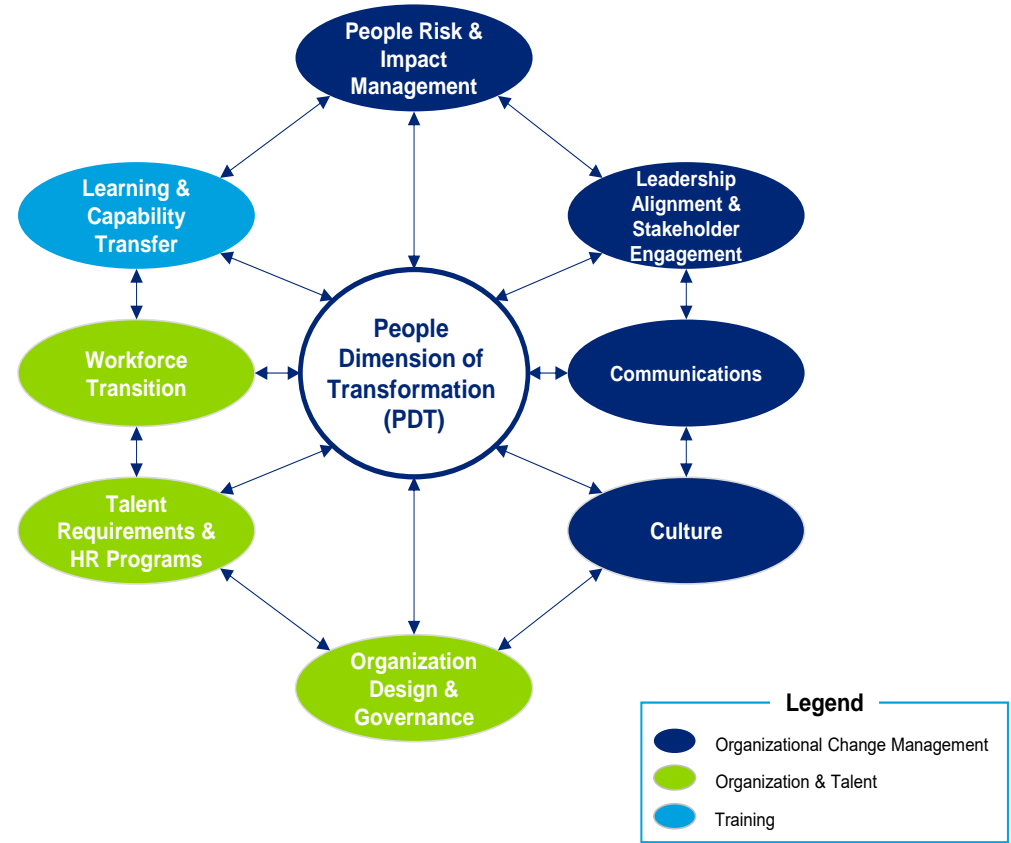 People Risk &
Impact
Management
Learning &
Capability
Transfer
Leadership
Alignment &
Stakeholder
Engagement
People
Dimension of
Transformation
(PDT)
Workforce
Transition
Communications
Talent
Requirements &
HR Programs
Culture
Organization
Design &
Governance
Legend
Organizational Change Management
Organization & Talent
Training